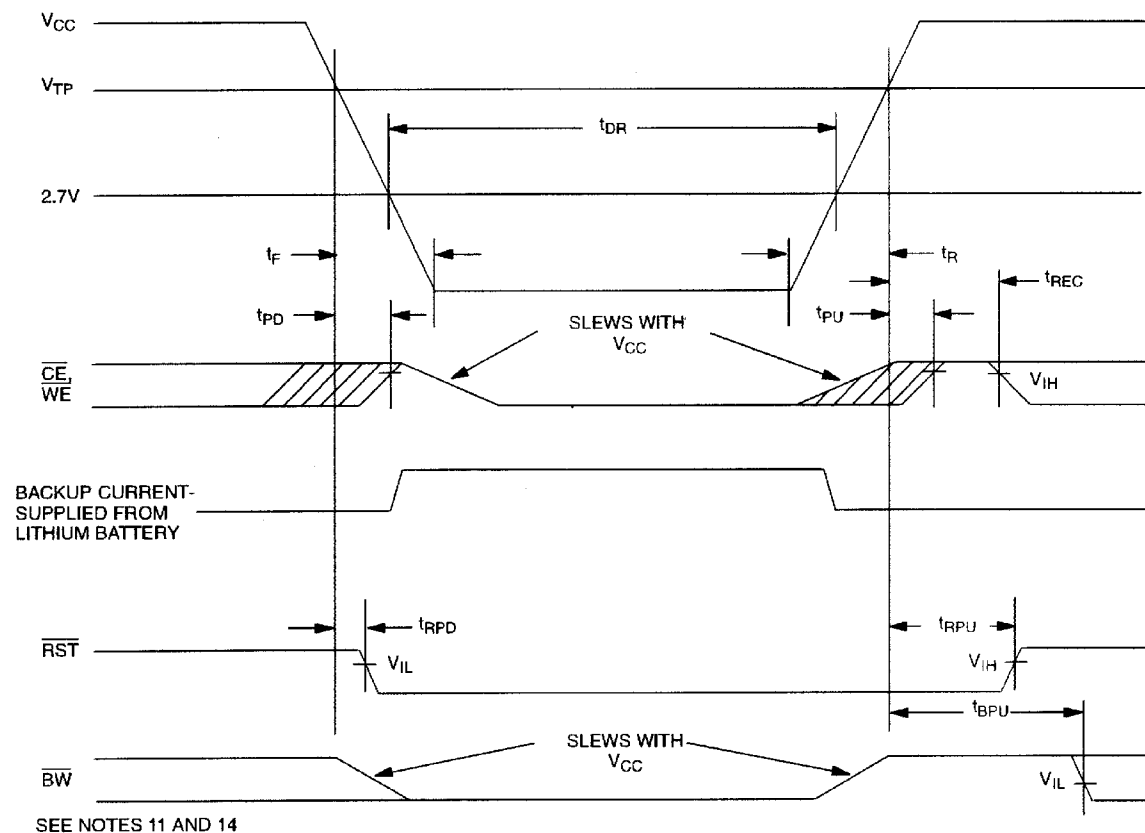 VCC
VTP
tDR
2.7V
tF
tR
tREC
tPD
tPU
SLEWS WITH
VCC
CE,
WE
VIH
BACKUP CURRENT-
SUPPLIED FROM
LITHIUM BATTERY
tRPD
tRPU
RST
VIL
VIH
tBPU
SLEWS WITH
VCC
BW
VIL
SEE NOTES 11 AND 14